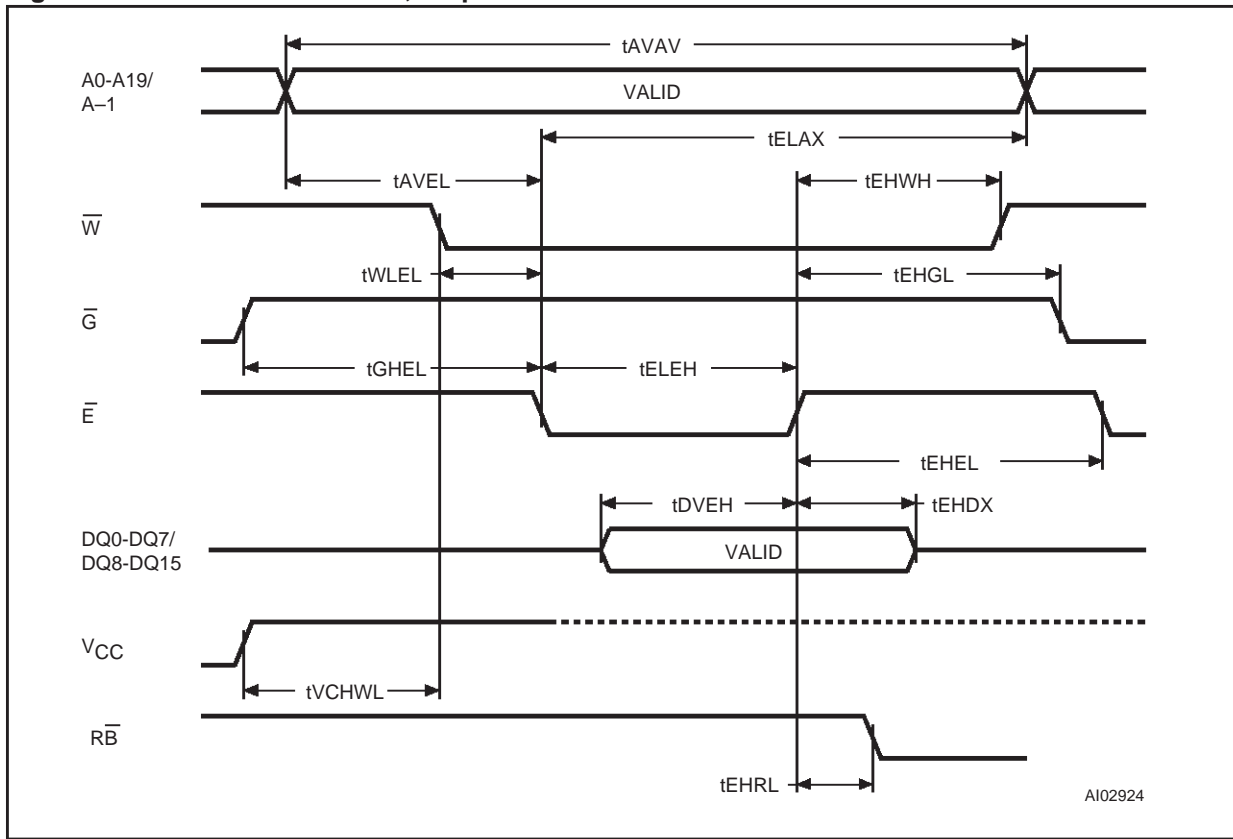 tAVAV
A0-A19/
A–1
VALID
tELAX
tAVEL
tEHWH
W̅
tWLEL
tEHGL
G̅
tGHEL
tELEH
E̅
tEHEL
tDVEH
tEHDX
DQ0-DQ7/
DQ8-DQ15
VALID
VCC
tVCHWL
RB̅
tEHRL
AI02924